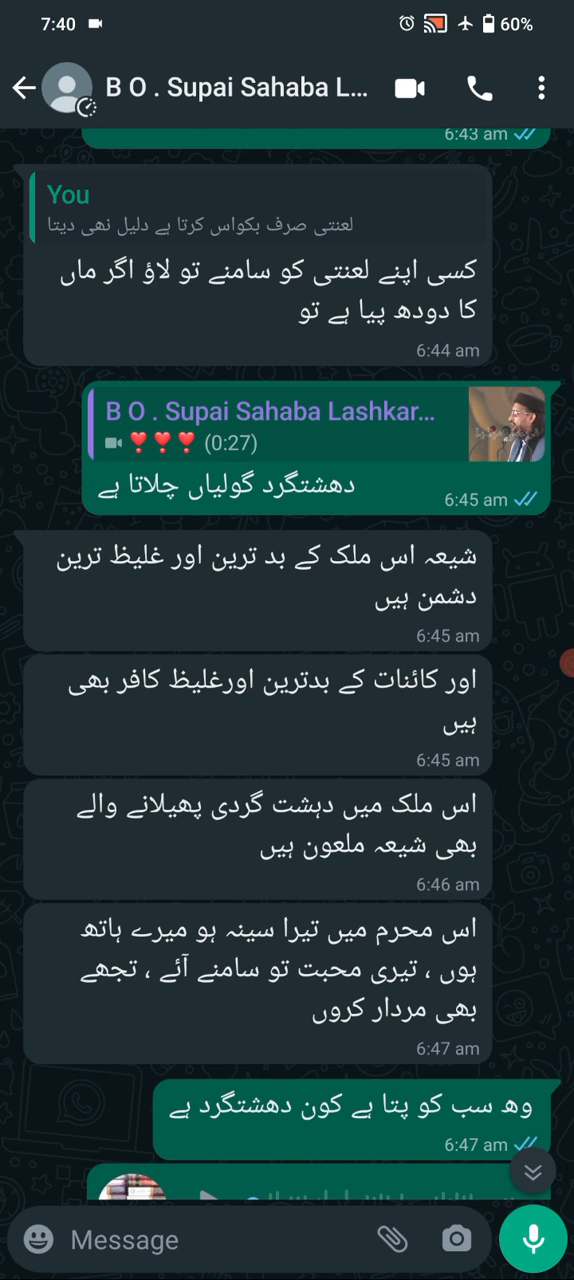 7:40
60%
B O . Supai Sahaba L...
6:43 am
You
لعنتی صرف بکواس کرتا ہے دلیل نھی دیتا
کسی اپنے لعنتی کو سامنے تو لاؤ اگر ماں
کا دودھ پیا ہے تو
6:44 am
B O . Supai Sahaba Lashkar...
❣️❣️❣️ (0:27)
دھشتگرد گولیاں چلاتا ہے
6:45 am
شیعہ اس ملک کے بد ترین اور غلیظ ترین
دشمن ہیں
6:45 am
اور کائنات کے بدترین اورغلیظ کافر بھی
ہیں
6:45 am
اس ملک میں دہشت گردی پھیلانے والے
بھی شیعہ ملعون ہیں
6:46 am
اس محرم میں تیرا سینہ ہو میرے ہاتھ
ہوں ، تیری محبت تو سامنے آئے ، تجھے
بھی مردار کروں
6:47 am
وھ سب کو پتا ہے کون دھشتگرد ہے
6:47 am
Message